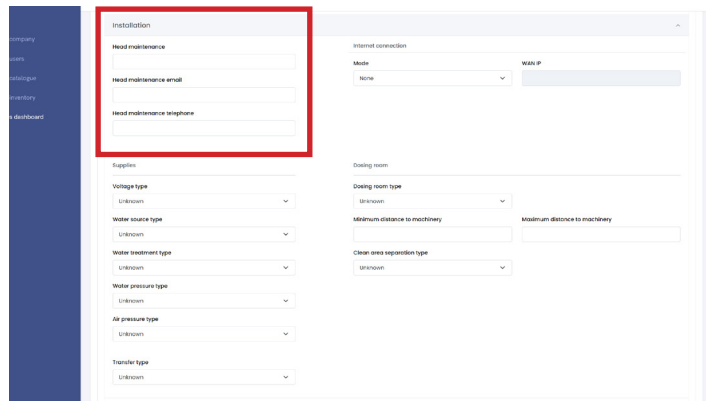 company
users
catalogue
inventory
s dashboard
Installation
Head maintenance
Head maintenance email
Head maintenance telephone
Internet connection
Mode
WAN IP
None
Supplies
Voltage type
Unknown
Water source type
Unknown
Water treatment type
Unknown
Water pressure type
Unknown
Air pressure type
Unknown
Transfer type
Unknown
Dosing room
Dosing room type
Unknown
Minimum distance to machinery
Maximum distance to machinery
Clean area separation type
Unknown